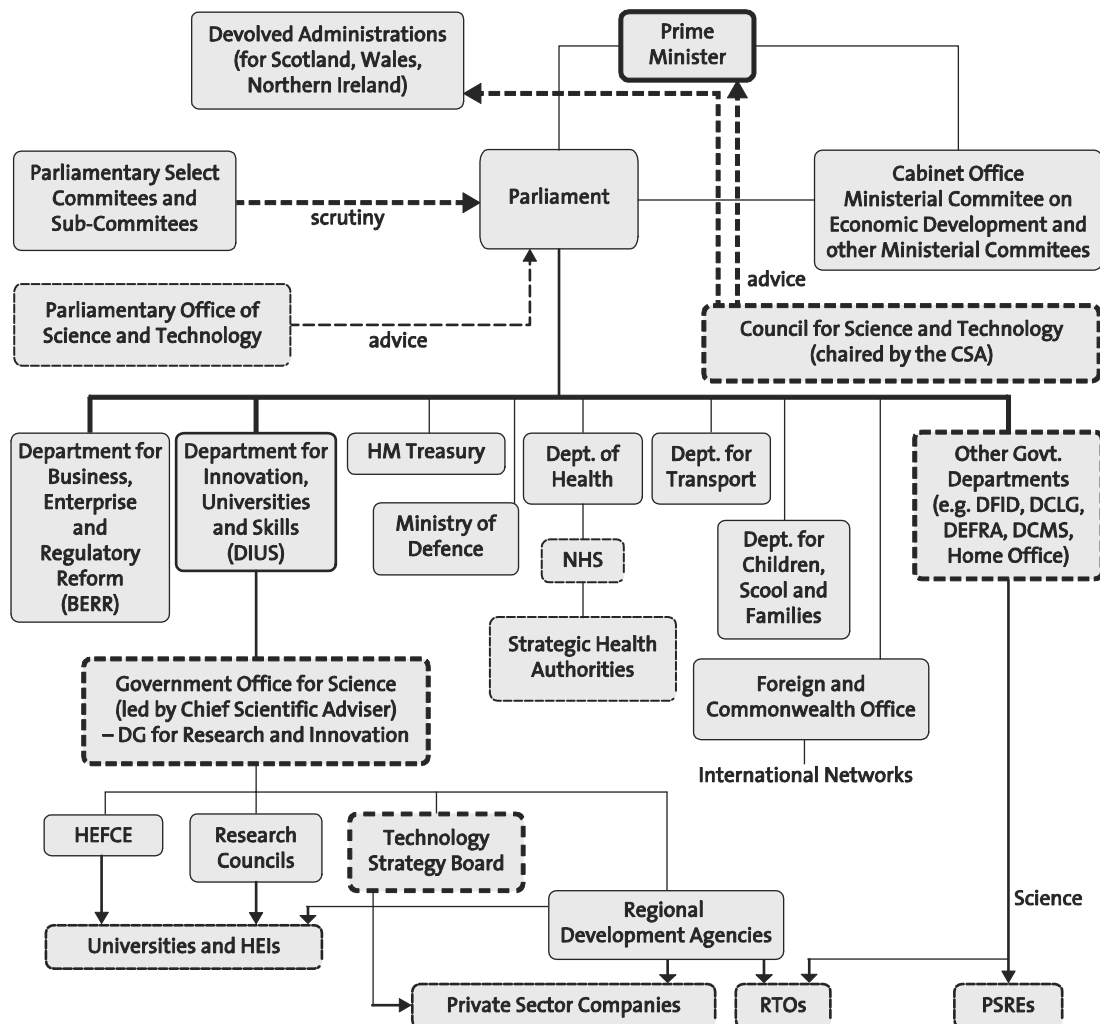 Devolved Administrations
(for Scotland, Wales,
Northern Ireland)
Prime
Minister
Parliamentary Select
Commitees and
Sub-Commitees
scrutiny
Parliament
Cabinet Office
Ministerial Commitee on
Economic Development and
other Ministerial Commitees
advice
Parliamentary Office of
Science and Technology
advice
Council for Science and Technology
(chaired by the CSA)
Department for
Business,
Enterprise
and
Regulatory
Reform
(BERR)
Department for
Innovation,
Universities
and Skills
(DIUS)
HM Treasury
Ministry of
Defence
Dept. of
Health
NHS
Strategic Health
Authorities
Dept. for
Transport
Dept. for
Children,
Scool and
Families
Foreign and
Commonwealth Office
International Networks
Other Govt.
Departments
(e.g. DFID, DCLG,
DEFRA, DCMS,
Home Office)
Government Office for Science
(led by Chief Scientific Adviser)
– DG for Research and Innovation
HEFCE
Research
Councils
Technology
Strategy Board
Regional
Development Agencies
Science
Universities and HEIs
Private Sector Companies
RTOs
PSREs